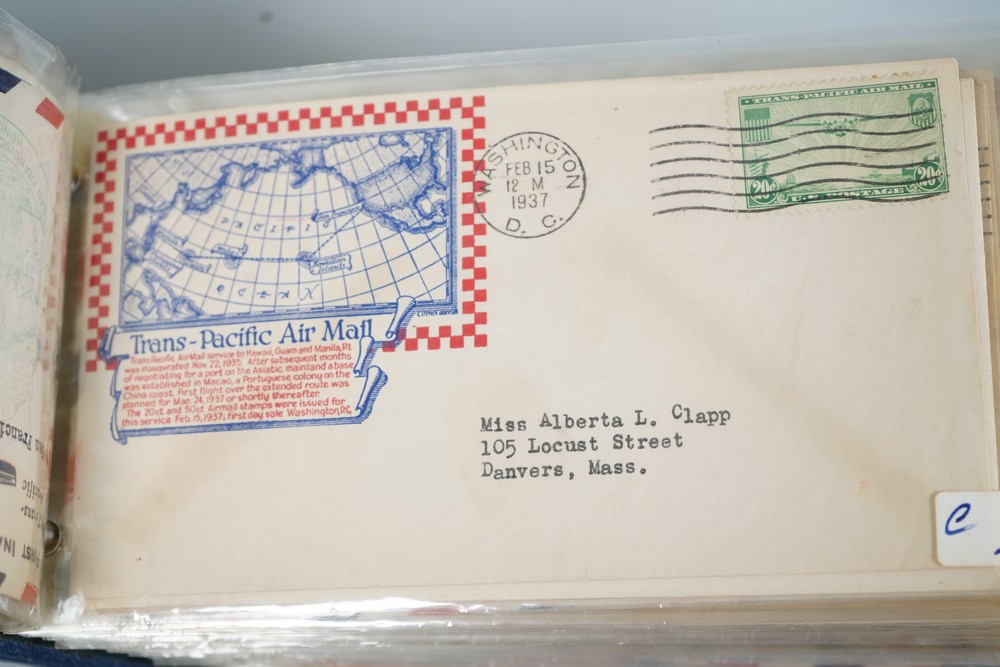 TRANS-PACIFIC AIR MAIL
20¢ 20¢
U.S. POSTAGE
WASHINGTON
FEB 15
12 M
1937
D. C.
PACIFIC
Hawaiian
Islands
OCEAN
Trans-Pacific Air Mail
Trans Pacific Air Mail service to Hawaii, Guam and Manila, P.I.
was inaugurated Nov. 22, 1935. After subsequent months
of negotiating for a port on the Asiatic mainland a base
was established in Macao, a Portuguese colony on the
China coast. First flight over the extended route was
planned for Mar. 24, 1937 or shortly thereafter.
The 20ct. and 50ct. Airmail stamps were issued for
this service Feb. 15, 1937; first day sale Washington, D.C.
Miss Alberta L. Clapp
105 Locust Street
Danvers, Mass.
C
FIRST